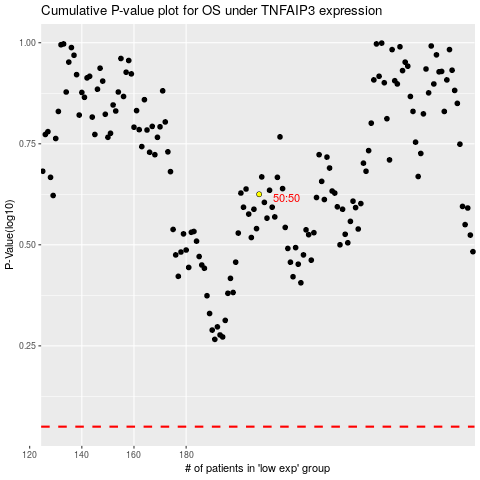 Cumulative P-value plot for OS under TNFAIP3 expression
1.00
0.75
0.50
0.25
P-Value(log10)
50:50
120 140 160 180
# of patients in 'low exp' group